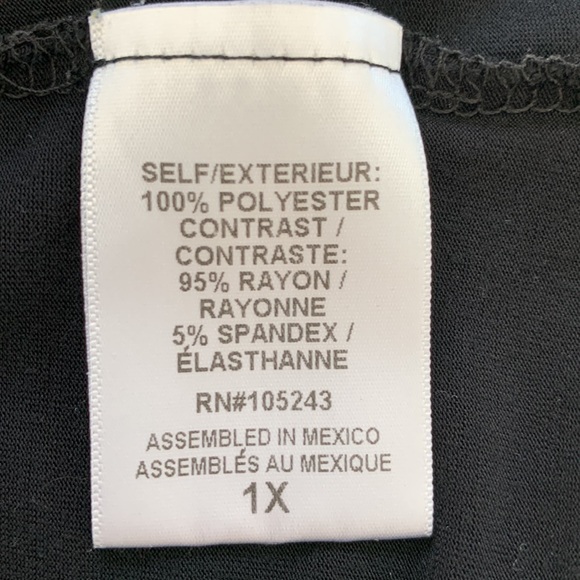 SELF/EXTERIEUR:
100% POLYESTER
CONTRAST /
CONTRASTE:
95% RAYON /
RAYONNE
5% SPANDEX /
ÉLASTHANNE
RN#105243
ASSEMBLED IN MEXICO
ASSEMBLÉS AU MEXIQUE
1X